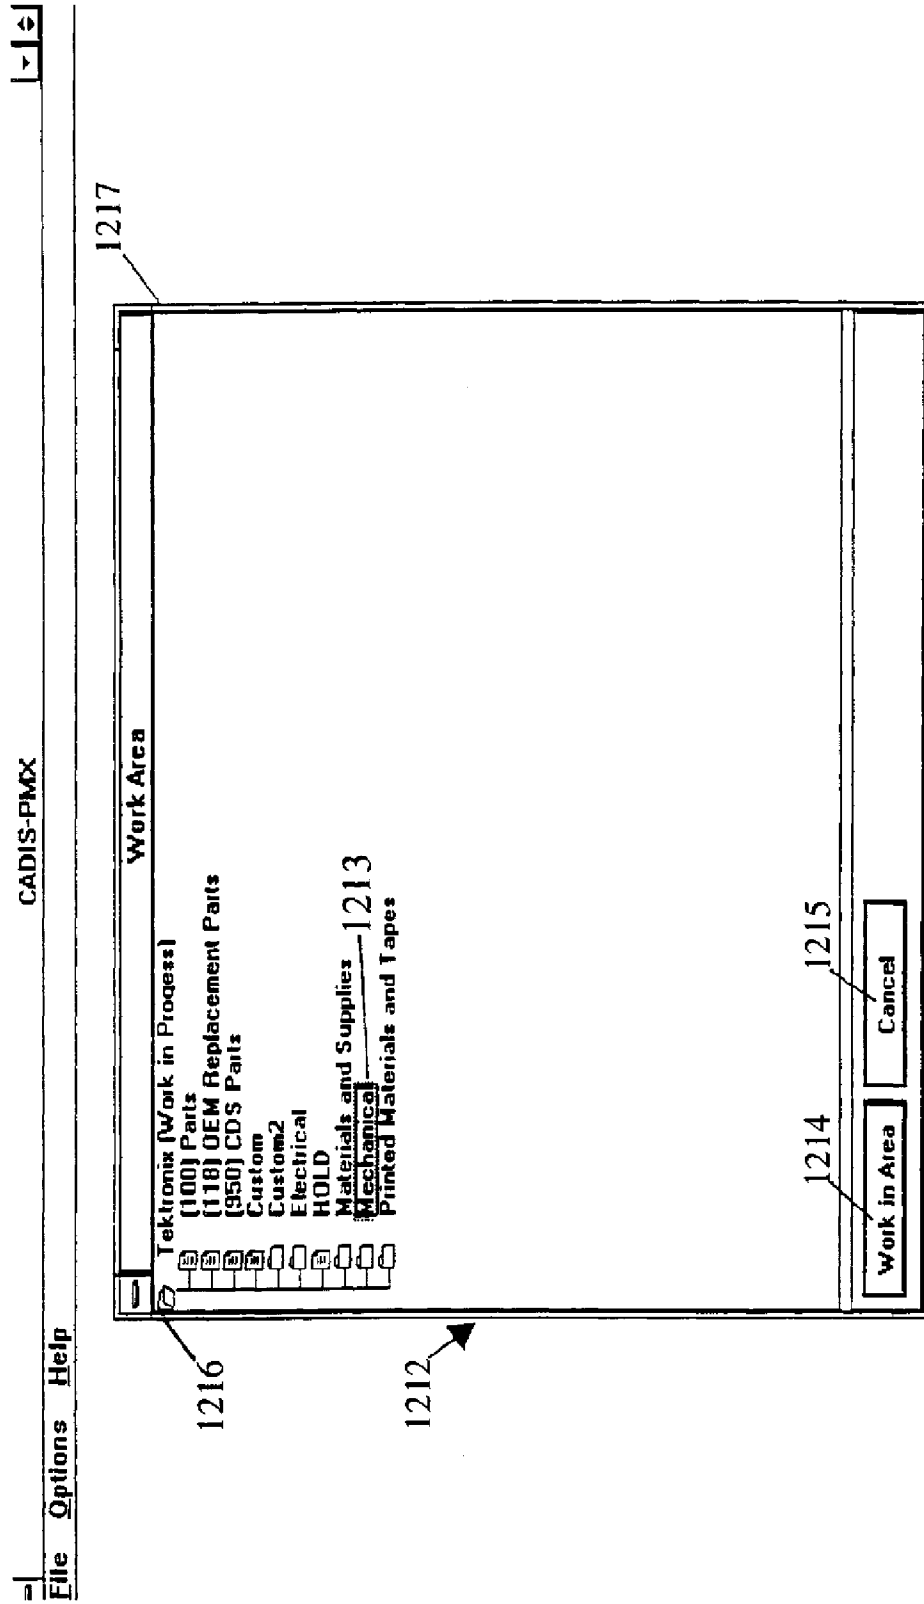 CADIS-PMX
File Options Help
Work Area
1217
1216
Tektronix (Work in Progess)
(100) Parts
(118) OEM Replacement Parts
(950) CDS Parts
Custom
Custom2
Electrical
HOLD
Materials and Supplies
Mechanical
1213
Printed Materials and Tapes
1212
1214
1215
Work in Area
Cancel